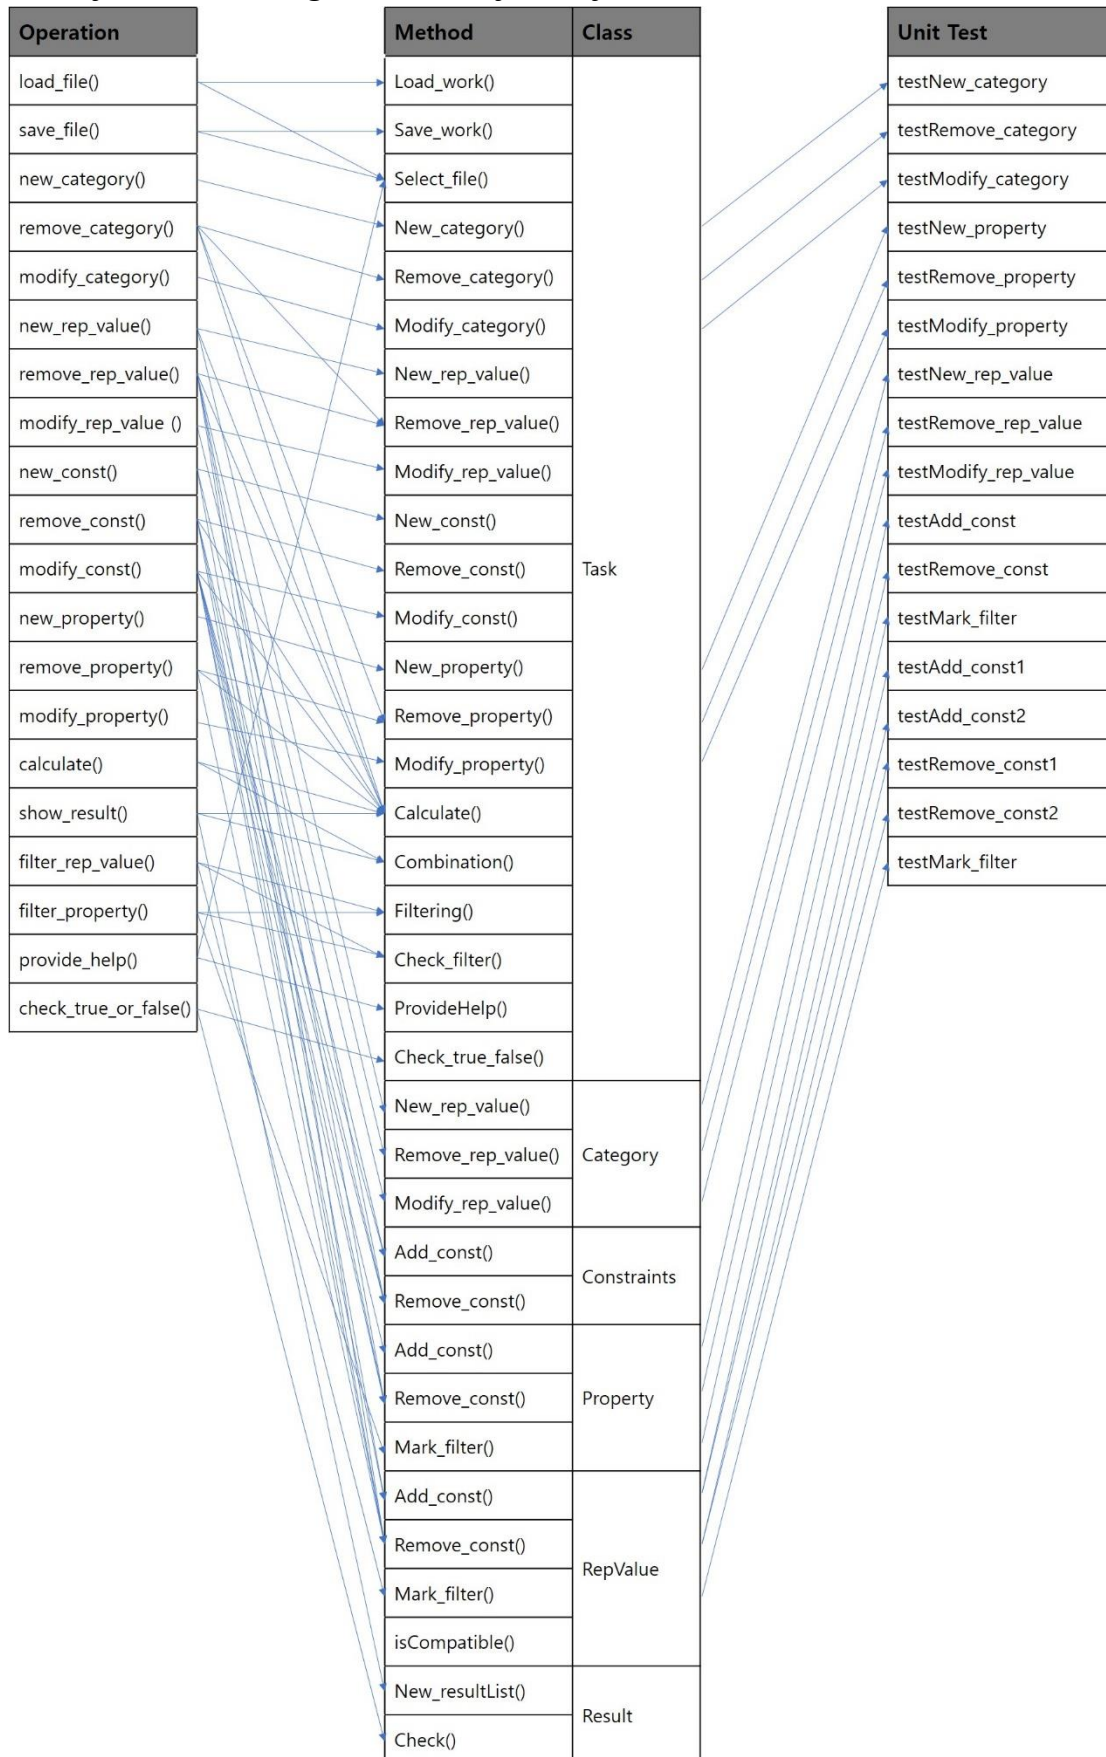 Operation Method Class Unit Test
load_file() Load_work() testNew_category
save_file() Save_work() testRemove_category
new_category() Select_file() testModify_category
remove_category() New_category() testNew_property
modify_category() Remove_category() testRemove_property
new_rep_value() Modify_category() testModify_property
remove_rep_value() New_rep_value() testNew_rep_value
modify_rep_value () Remove_rep_value() testRemove_rep_value
new_const() Modify_rep_value() testModify_rep_value
remove_const() New_const() testAdd_const
modify_const() Remove_const() Task testRemove_const
new_property() Modify_const() testMark_filter
remove_property() New_property() testAdd_const1
modify_property() Remove_property() testAdd_const2
calculate() Modify_property() testRemove_const1
show_result() Calculate() testRemove_const2
filter_rep_value() Combination() testMark_filter
filter_property() Filtering()
provide_help() Check_filter()
check_true_or_false() ProvideHelp()
Check_true_false()
New_rep_value()
Remove_rep_value() Category
Modify_rep_value()
Add_const()
Constraints
Remove_const()
Add_const()
Remove_const() Property
Mark_filter()
Add_const()
Remove_const()
RepValue
Mark_filter()
isCompatible()
New_resultList()
Result
Check()